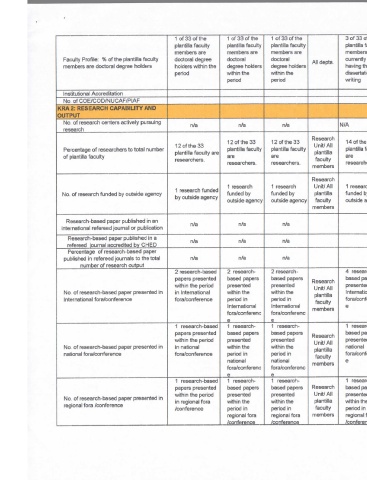 Faculty Profile: % of the plantilla faculty
members are doctoral degree holders
1 of 33 of the
plantilla faculty
members are
doctoral
degree holders
within the
period
1 of 33 of the
plantilla faculty
members are
doctoral
degree holders
within the
period
1 of 33 of the
plantilla faculty
members are
doctoral
degree holders
within the
period
All depts.
3 of 33 o
plantilla f
members
currently
having th
dissertati
writing
Institutional Accreditation
No. of COE/COD/NU/CAF/PIAF
KRA 2: RESEARCH CAPABILITY AND
OUTPUT
No. of research centers actively pursuing
research
n/a
n/a
n/a
N/A
Percentage of researchers to total number
of plantilla faculty
12 of the 33
plantilla faculty are
researchers.
12 of the 33
plantilla faculty
are
researchers.
12 of the 33
plantilla faculty
are
researchers.
Research
Unit/ All
plantilla
faculty
members
14 of the
plantilla f
are
research
No. of research funded by outside agency
1 research funded
by outside agency
1 research
funded by
outside agency
1 research
funded by
outside agency
Research
Unit/ All
plantilla
faculty
members
1 researc
funded b
outside a
Research-based paper published in an
international refereed journal or publication
n/a
n/a
n/a
Research-based paper published in a
refereed journal accredited by CHED
n/a
n/a
n/a
Percentage of research-based paper
published in refereed journals to the total
number of research output
n/a
n/a
n/a
No. of research-based paper presented in
International fora/conference
2 research-based
papers presented
within the period
in International
fora/conference
2 research-
based papers
presented
within the
period in
International
fora/conferenc
e
2 research-
based papers
presented
within the
period in
International
fora/conferenc
e
Research
Unit/ All
plantilla
faculty
members
4 resear
based pa
presente
Internatio
fora/conf
e
No. of research-based paper presented in
national fora/conference
1 research-based
papers presented
within the period
in national
fora/conference
1 research-
based papers
presented
within the
period in
national
fora/conferenc
e
1 research-
based papers
presented
within the
period in
national
fora/conferenc
e
Research
Unit/ All
plantilla
faculty
members
1 resear
based pa
presente
national
fora/conf
e
No. of research-based paper presented in
regional fora /conference
1 research-based
papers presented
within the period
in regional fora
/conference
1 research-
based papers
presented
within the
period in
regional fora
/conference
1 research-
based papers
presented
within the
period in
regional fora
/conference
Research
Unit/ All
plantilla
faculty
members
1 resear
based pa
presente
within th
period in
regional f
/conferen